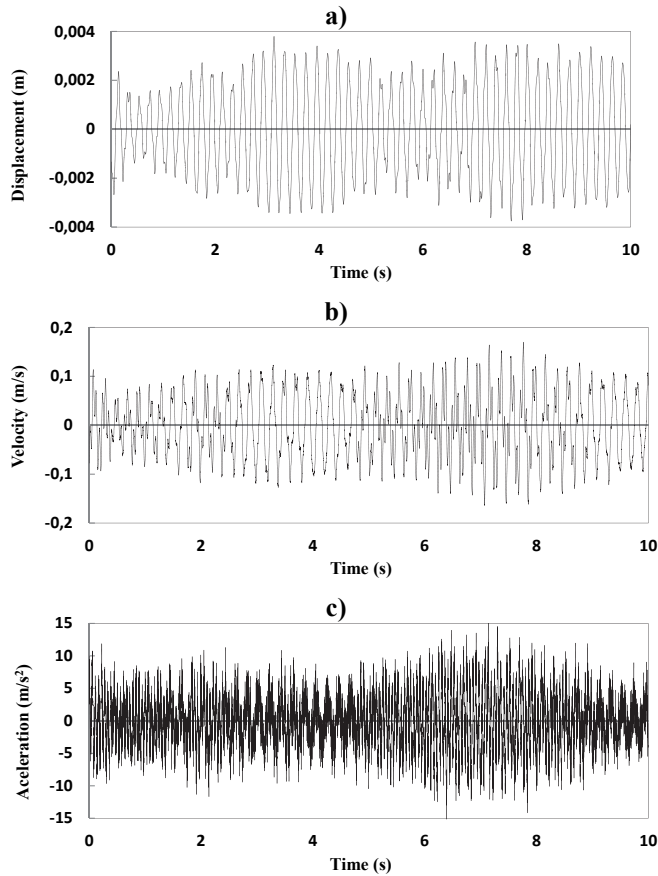 a)
0,004
0,002
0
-0,002
-0,004
Displacement (m)
0 2 4 6 8 10
Time (s)
b)
0,2
0,1
0
-0,1
-0,2
Velocity (m/s)
0 2 4 6 8 10
Time (s)
c)
15
10
5
0
-5
-10
-15
Aceleration (m/s²)
0 2 4 6 8 10
Time (s)